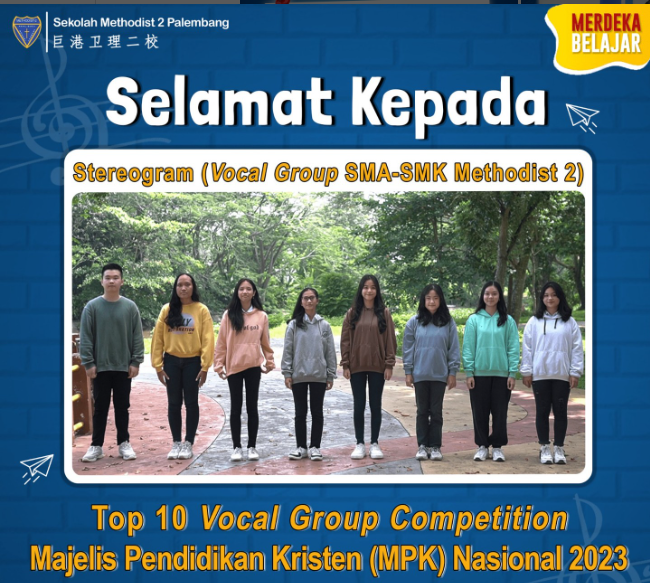 Sekolah Methodist 2 Palembang
巨港卫理二校
MERDEKA
BELAJAR
Selamat Kepada
Stereogram (Vocal Group SMA-SMK Methodist 2)
Top 10 Vocal Group Competition
Majelis Pendidikan Kristen (MPK) Nasional 2023